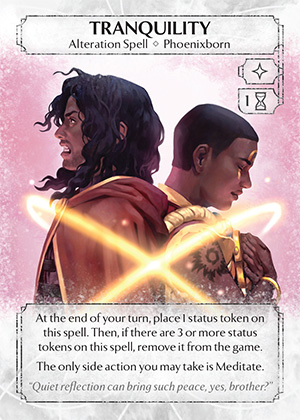 TRANQUILITY
Alteration Spell ◇ Phoenixborn
1
At the end of your turn, place 1 status token on
this spell. Then, if there are 3 or more status
tokens on this spell, remove it from the game.
The only side action you may take is Meditate.
"Quiet reflection can bring such peace, yes, brother?"